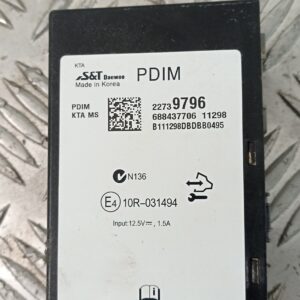 KTA
S&T Daewoo PDIM
Made in Korea
PDIM 22739796
KTA MS 688437706 11298
B111298DBDBB0495
N136
E4 10R-031494
Input:12.5V⎓, 1.5A